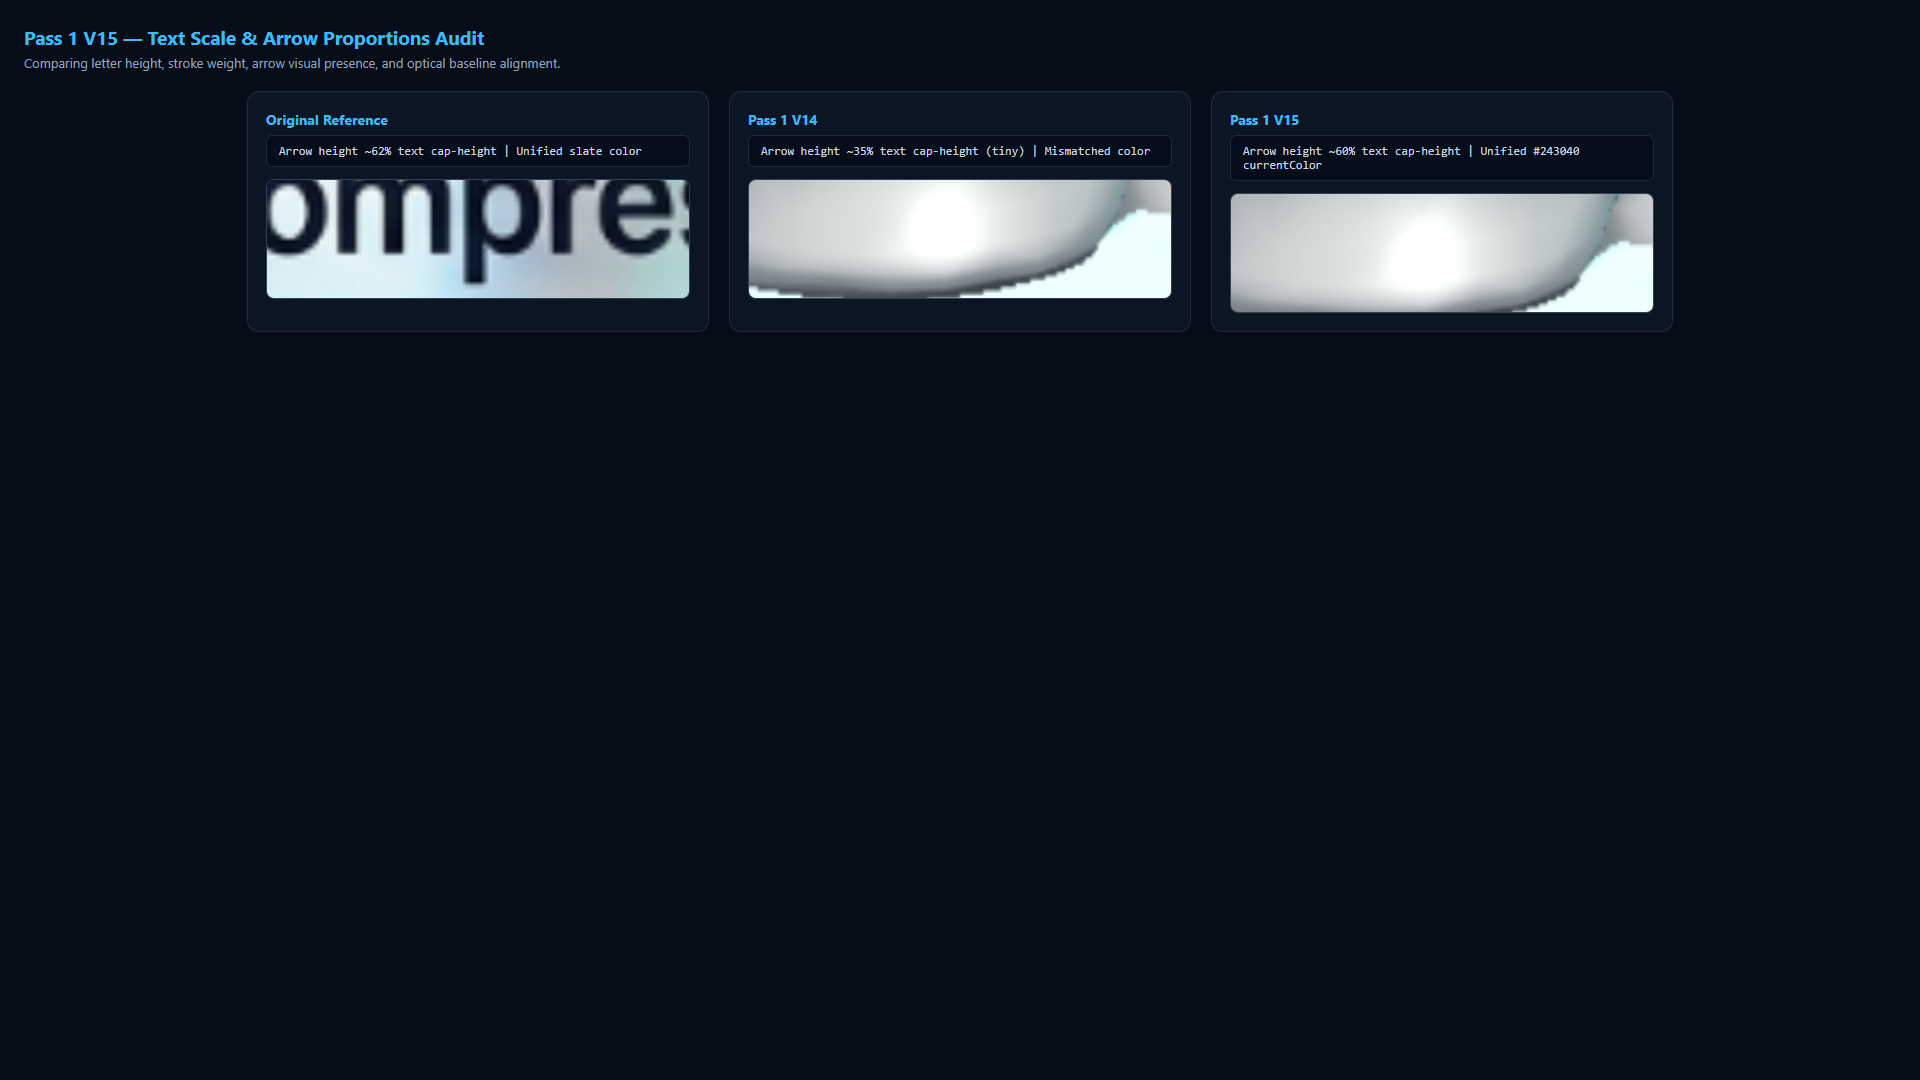 Pass 1 V15 — Text Scale & Arrow Proportions Audit
Comparing letter height, stroke weight, arrow visual presence, and optical baseline alignment.
Original Reference
Arrow height ~62% text cap-height | Unified slate color
ompres
Pass 1 V14
Arrow height ~35% text cap-height (tiny) | Mismatched color
Pass 1 V15
Arrow height ~60% text cap-height | Unified #243040
currentColor